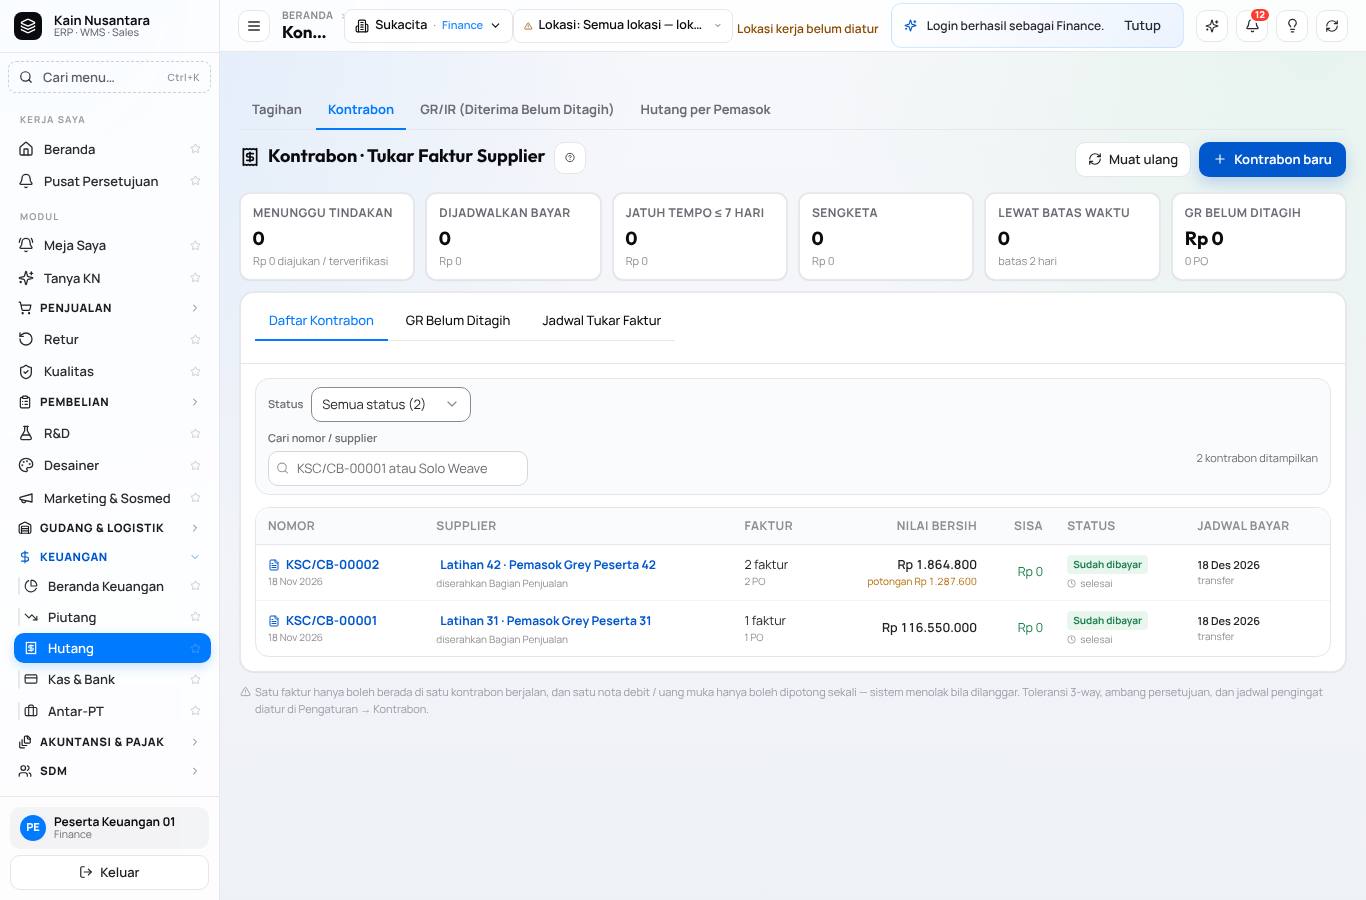 Kain Nusantara
ERP · WMS · Sales
Cari menu...
Ctrl+K
KERJA SAYA
Beranda
Pusat Persetujuan
MODUL
Meja Saya
Tanya KN
PENJUALAN
Retur
Kualitas
PEMBELIAN
R&D
Desainer
Marketing & Sosmed
GUDANG & LOGISTIK
KEUANGAN
Beranda Keuangan
Piutang
Hutang
Kas & Bank
Antar-PT
AKUNTANSI & PAJAK
SDM
PE
Peserta Keuangan 01
Finance
Keluar
BERANDA
Kon...
Sukacita · Finance
Lokasi: Semua lokasi — lok...
Lokasi kerja belum diatur
Login berhasil sebagai Finance.
Tutup
12
Tagihan
Kontrabon
GR/IR (Diterima Belum Ditagih)
Hutang per Pemasok
Kontrabon · Tukar Faktur Supplier
Muat ulang
Kontrabon baru
MENUNGGU TINDAKAN
0
Rp 0 diajukan / terverifikasi
DIJADWALKAN BAYAR
0
Rp 0
JATUH TEMPO ≤ 7 HARI
0
Rp 0
SENGKETA
0
Rp 0
LEWAT BATAS WAKTU
0
batas 2 hari
GR BELUM DITAGIH
Rp 0
0 PO
Daftar Kontrabon
GR Belum Ditagih
Jadwal Tukar Faktur
Status
Semua status (2)
Cari nomor / supplier
KSC/CB-00001 atau Solo Weave
2 kontrabon ditampilkan
NOMOR SUPPLIER FAKTUR NILAI BERSIH SISA STATUS JADWAL BAYAR
KSC/CB-00002 Latihan 42 · Pemasok Grey Peserta 42 2 faktur Rp 1.864.800 Rp 0 Sudah dibayar 18 Des 2026
18 Nov 2026 diserahkan Bagian Penjualan 2 PO potongan Rp 1.287.600 selesai transfer
KSC/CB-00001 Latihan 31 · Pemasok Grey Peserta 31 1 faktur Rp 116.550.000 Rp 0 Sudah dibayar 18 Des 2026
18 Nov 2026 diserahkan Bagian Penjualan 1 PO selesai transfer
Satu faktur hanya boleh berada di satu kontrabon berjalan, dan satu nota debit / uang muka hanya boleh dipotong sekali — sistem menolak bila dilanggar. Toleransi 3-way, ambang persetujuan, dan jadwal pengingat
diatur di Pengaturan → Kontrabon.